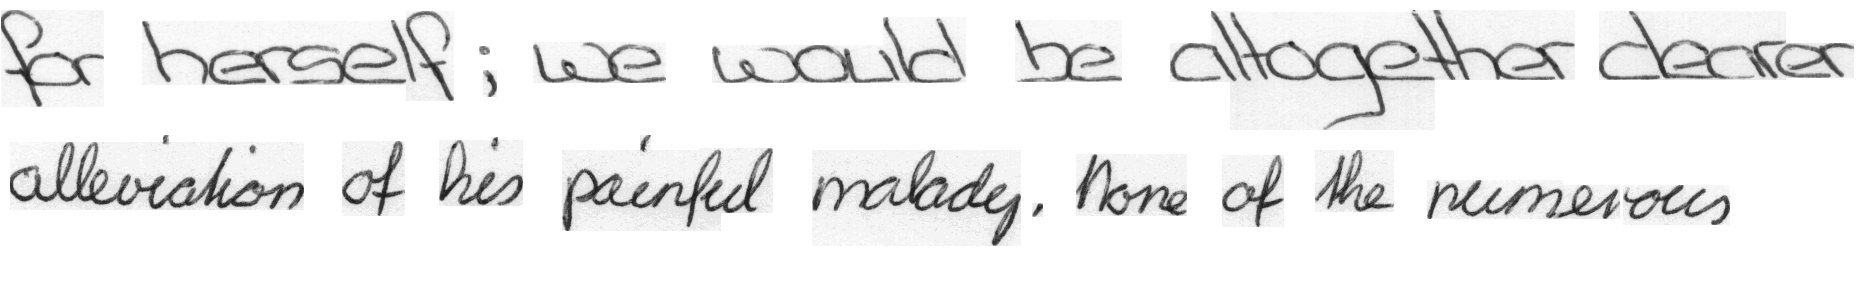 for herself; we would be altogether clearer
alleviation of his painful malady. None of the numerous